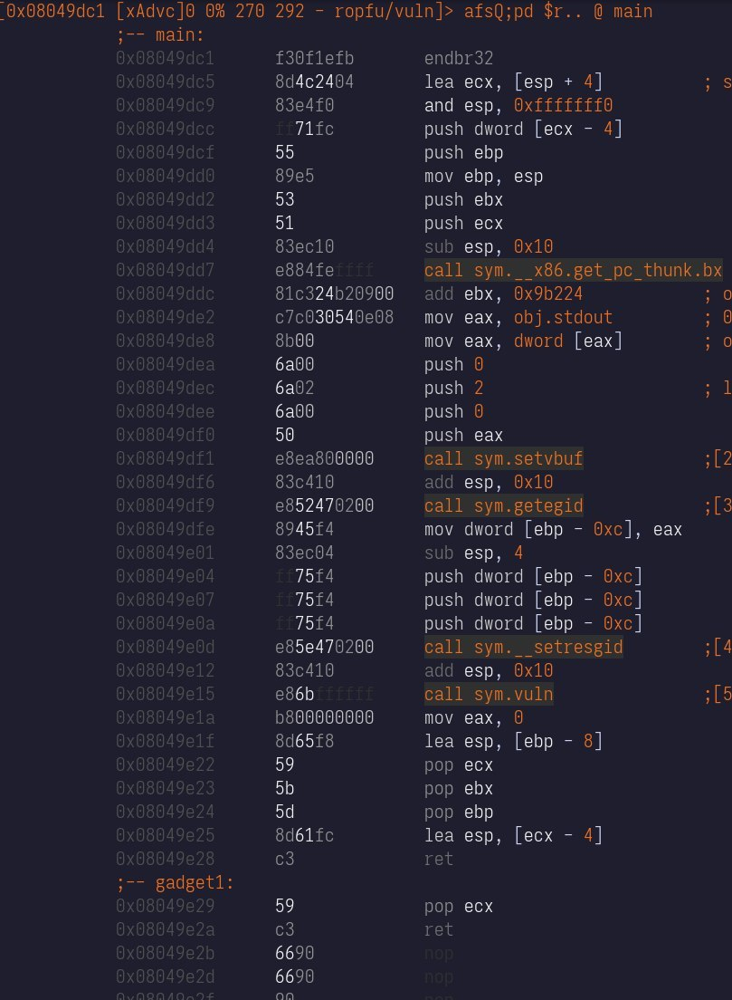 [0x08049dc1 [xAdvc]0 0% 270 292 - ropfu/vuln]> afsQ;pd $r.. @ main
;-- main:
0x08049dc1 f30f1efb endbr32
0x08049dc5 8d4c2404 lea ecx, [esp + 4] ; s
0x08049dc9 83e4f0 and esp, 0xfffffff0
0x08049dcc ff71fc push dword [ecx - 4]
0x08049dcf 55 push ebp
0x08049dd0 89e5 mov ebp, esp
0x08049dd2 53 push ebx
0x08049dd3 51 push ecx
0x08049dd4 83ec10 sub esp, 0x10
0x08049dd7 e884feffff call sym.__x86.get_pc_thunk.bx
0x08049ddc 81c324b20900 add ebx, 0x9b224 ; o
0x08049de2 c7c030540e08 mov eax, obj.stdout ; 0
0x08049de8 8b00 mov eax, dword [eax] ; o
0x08049dea 6a00 push 0
0x08049dec 6a02 push 2 ; l
0x08049dee 6a00 push 0
0x08049df0 50 push eax
0x08049df1 e8ea800000 call sym.setvbuf ;[2
0x08049df6 83c410 add esp, 0x10
0x08049df9 e852470200 call sym.getegid ;[3
0x08049dfe 8945f4 mov dword [ebp - 0xc], eax
0x08049e01 83ec04 sub esp, 4
0x08049e04 ff75f4 push dword [ebp - 0xc]
0x08049e07 ff75f4 push dword [ebp - 0xc]
0x08049e0a ff75f4 push dword [ebp - 0xc]
0x08049e0d e85e470200 call sym.__setresgid ;[4
0x08049e12 83c410 add esp, 0x10
0x08049e15 e86bffffff call sym.vuln ;[5
0x08049e1a b800000000 mov eax, 0
0x08049e1f 8d65f8 lea esp, [ebp - 8]
0x08049e22 59 pop ecx
0x08049e23 5b pop ebx
0x08049e24 5d pop ebp
0x08049e25 8d61fc lea esp, [ecx - 4]
0x08049e28 c3 ret
;-- gadget1:
0x08049e29 59 pop ecx
0x08049e2a c3 ret
0x08049e2b 6690 nop
0x08049e2d 6690 nop
0x08049e2f 90 nop